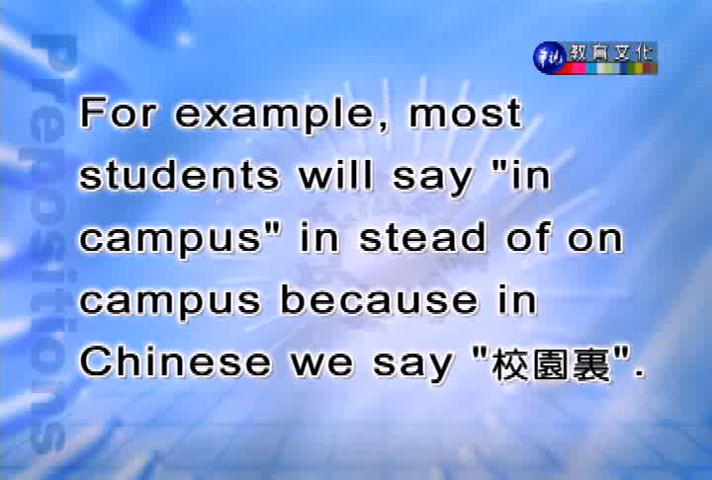 教育文化
Prepositions
For example, most
students will say "in
campus" in stead of on
campus because in
Chinese we say "校園裏".